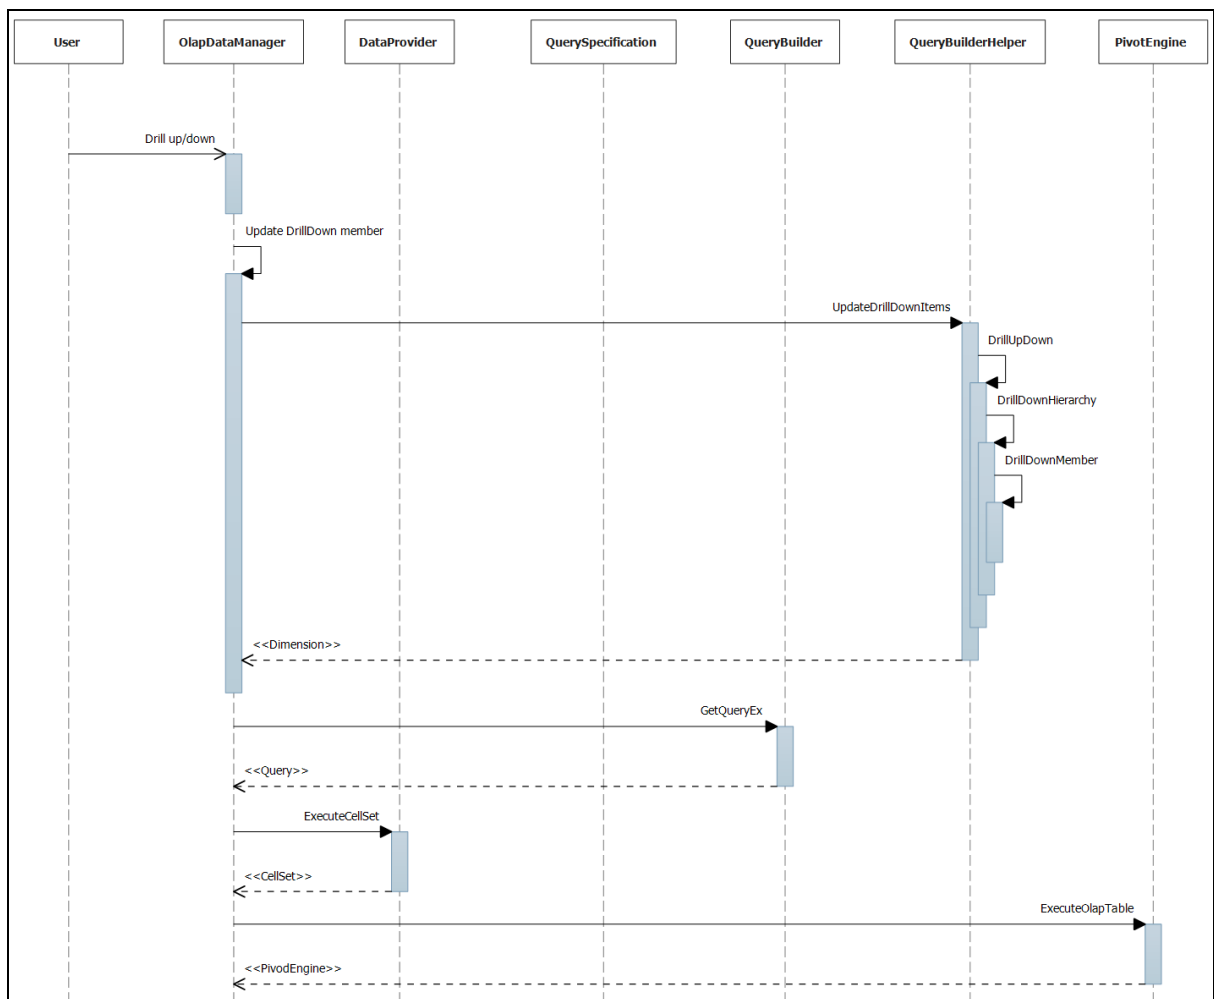 User
OlapDataManager
DataProvider
QuerySpecification
QueryBuilder
QueryBuilderHelper
PivotEngine
Drill up/down
Update DrillDown member
UpdateDrillDownItems
DrillUpDown
DrillDownHierarchy
DrillDownMember
<<Dimension>>
GetQueryEx
<<Query>>
ExecuteCellSet
<<CellSet>>
ExecuteOlapTable
<<PivodEngine>>